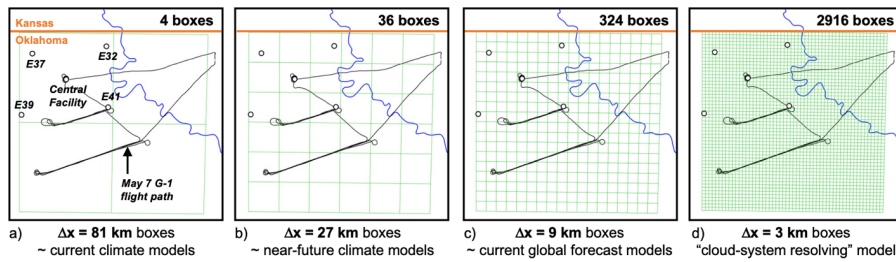 Kansas
Oklahoma
4 boxes
E37
E32
E39
Central
Facility
E41
May 7 G-1
flight path
36 boxes
324 boxes
2916 boxes
a) Δx = 81 km boxes
~ current climate models
b) Δx = 27 km boxes
~ near-future climate models
c) Δx = 9 km boxes
~ current global forecast models
d) Δx = 3 km boxes
"cloud-system resolving" model